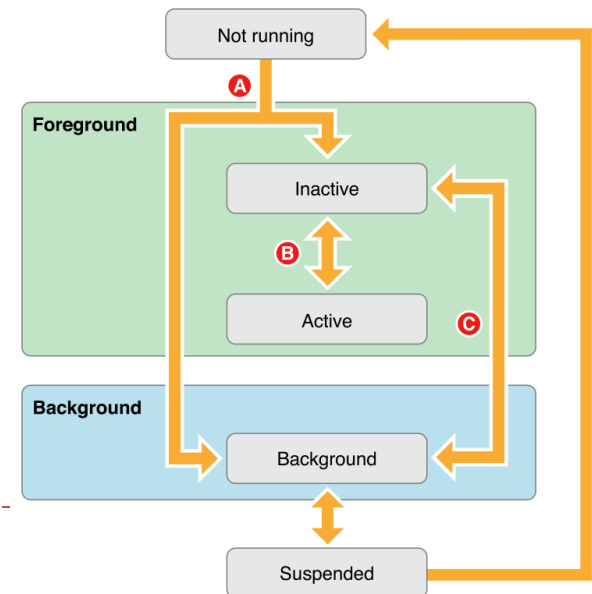 Not running
A
Foreground
Inactive
B
Active
C
Background
Background
Suspended